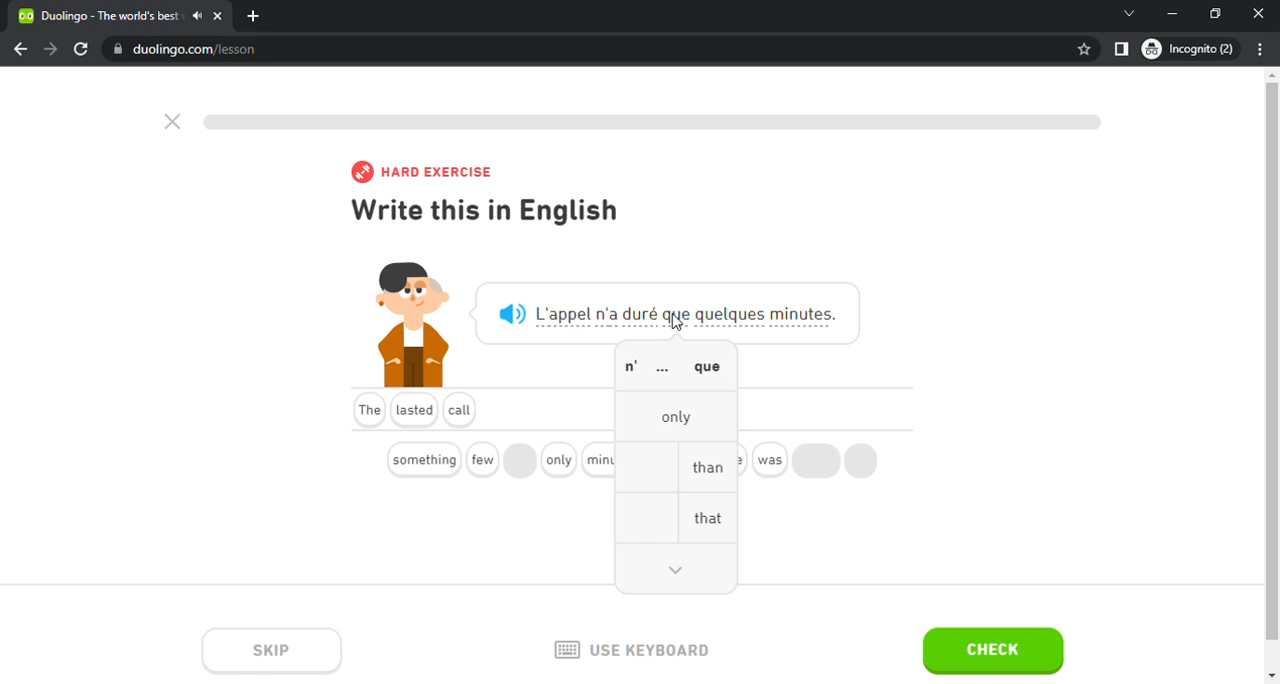 Duolingo - The world's best
duolingo.com/lesson
Incognito (2)
HARD EXERCISE
Write this in English
L'appel n'a duré que quelques minutes.
n' ... que
only
than
that
The lasted call
something few only was
SKIP
USE KEYBOARD
CHECK